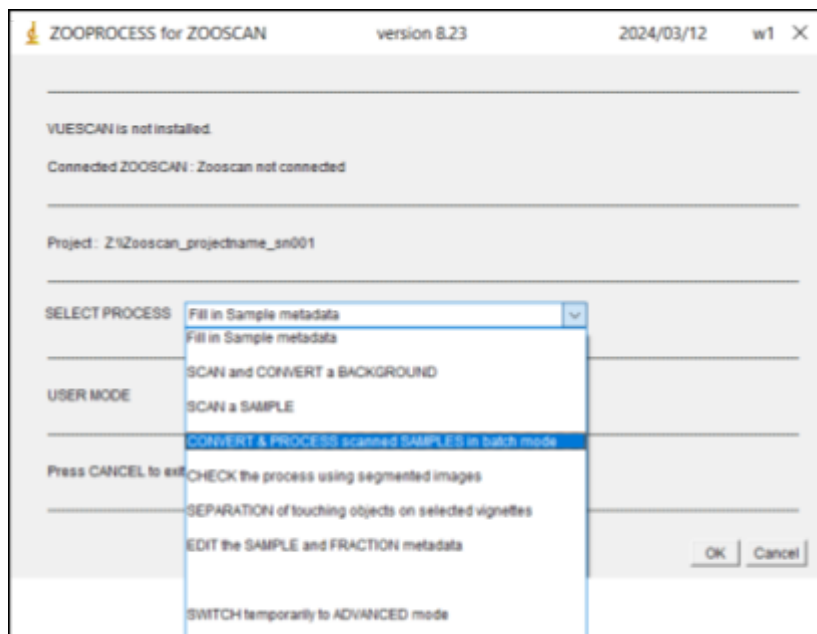 ZOOPROCESS for ZOOSCAN version 8.23 2024/03/12 w1
VUESCAN is not installed.
Connected ZOOSCAN : Zooscan not connected
Project : Z:\Zooscan_projectname_sn001
SELECT PROCESS Fill in Sample metadata
Fill in Sample metadata
SCAN and CONVERT a BACKGROUND
USER MODE
SCAN a SAMPLE
CONVERT & PROCESS scanned SAMPLES in batch mode
Press CANCEL to exit
CHECK the process using segmented images
SEPARATION of touching objects on selected vignettes
EDIT the SAMPLE and FRACTION metadata
OK Cancel
SWITCH temporarily to ADVANCED mode